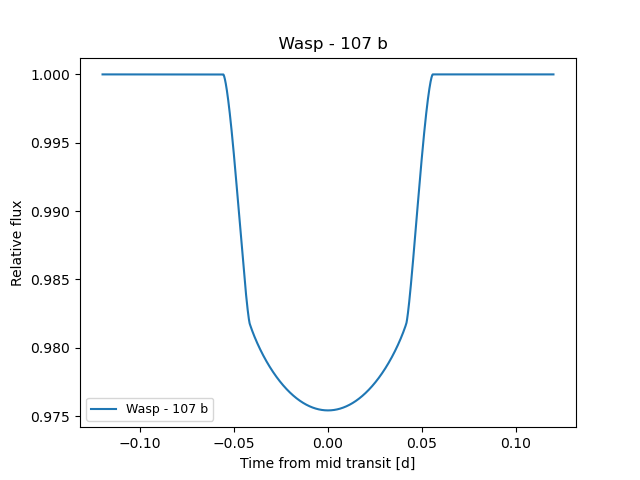 Wasp - 107 b
Relative flux
1.000
0.995
0.990
0.985
0.980
0.975
Wasp - 107 b
−0.10 −0.05 0.00 0.05 0.10
Time from mid transit [d]